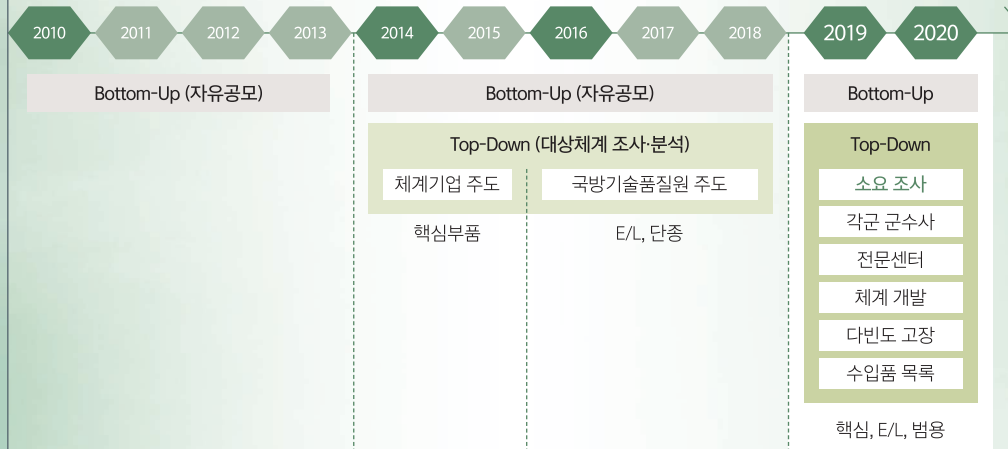 2010 2011 2012 2013 2014 2015 2016 2017 2018 2019 2020
Bottom-Up (자유공모)
Bottom-Up (자유공모)
Top-Down (대상체계 조사·분석)
체계기업 주도
국방기술품질원 주도
핵심부품
E/L, 단종
Bottom-Up
Top-Down
소요 조사
각군 군수사
전문센터
체계 개발
다빈도 고장
수입품 목록
핵심, E/L, 범용